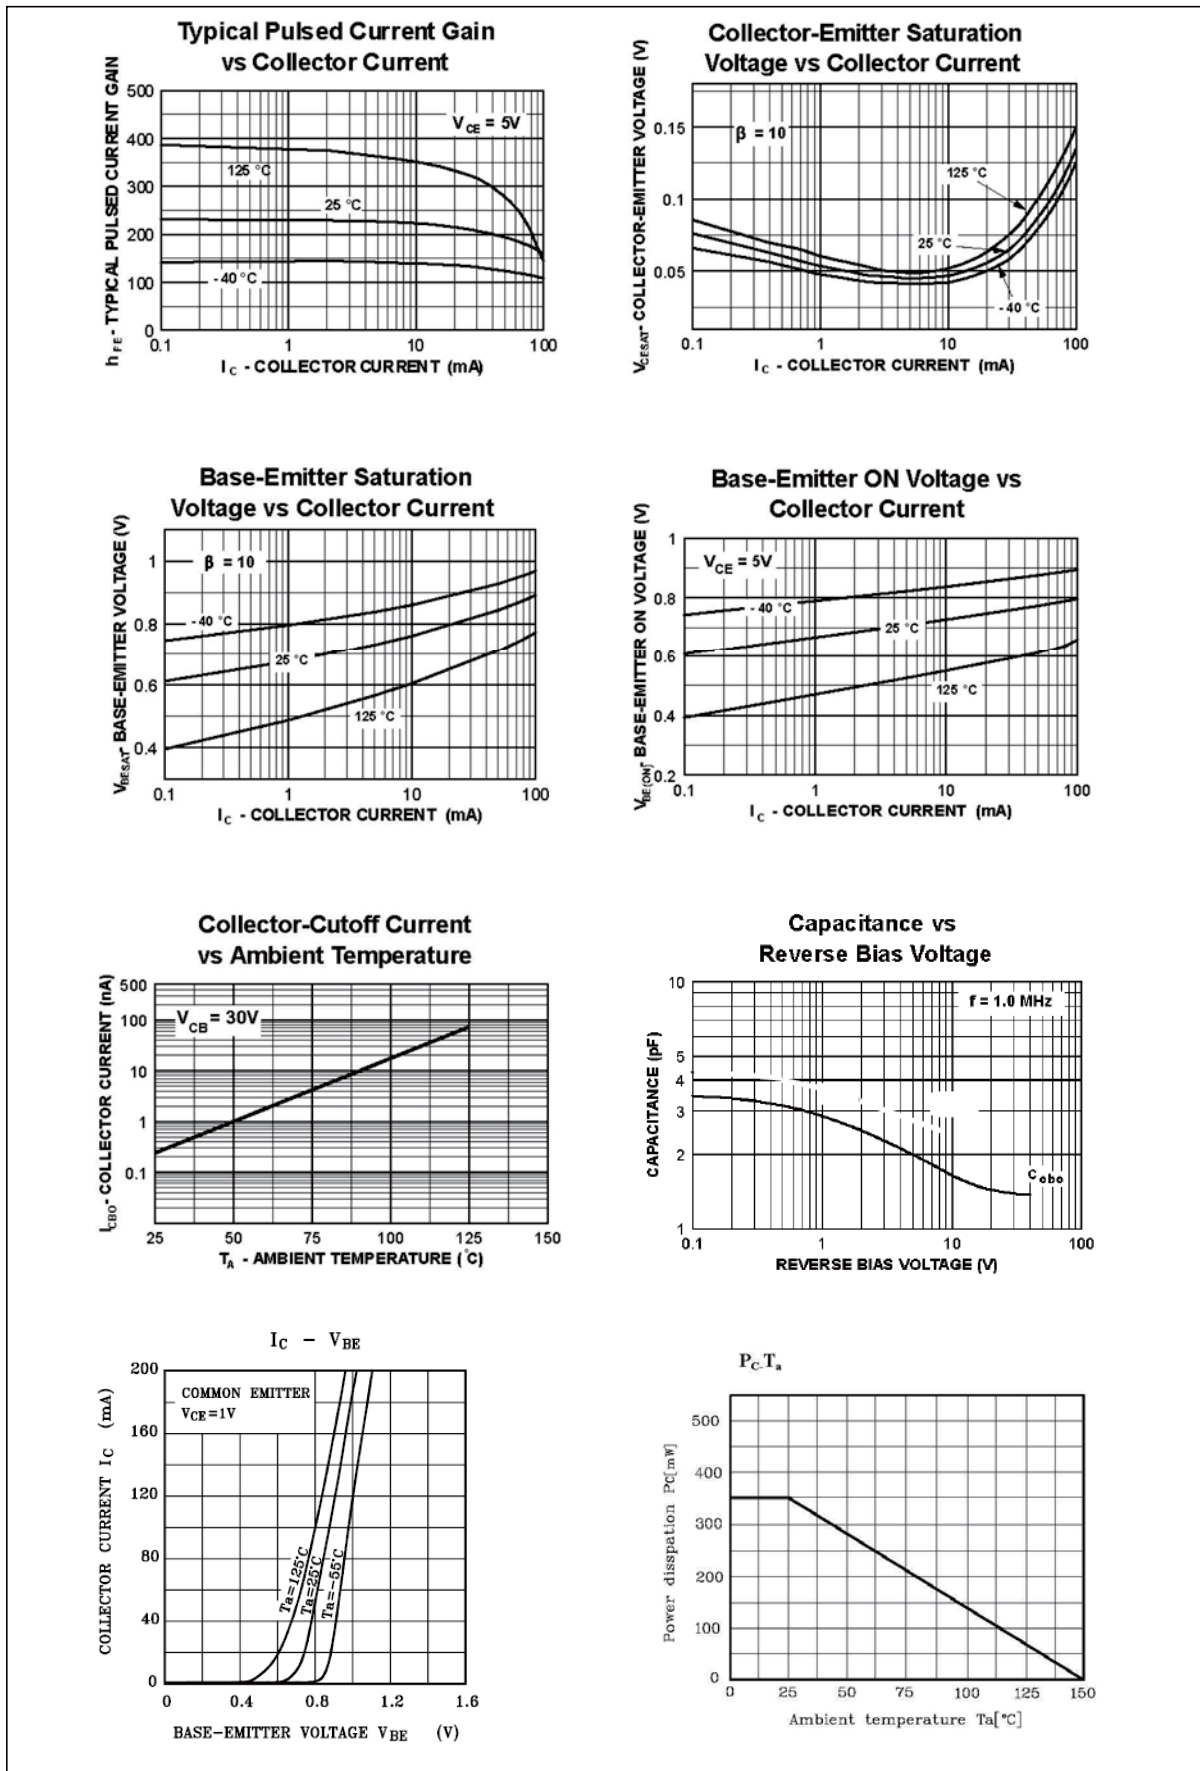 Typical Pulsed Current Gain
vs Collector Current
h FE - TYPICAL PULSED CURRENT GAIN
500
400
300
200
100
0
V CE = 5V
125 °C
25 °C
- 40 °C
0.1
1
10
100
I C - COLLECTOR CURRENT (mA)
Collector-Emitter Saturation
Voltage vs Collector Current
VCESAT- COLLECTOR-EMITTER VOLTAGE (V)
0.15
0.1
0.05
β = 10
125 °C
25 °C
- 40 °C
0.1
1
10
100
I C - COLLECTOR CURRENT (mA)
Base-Emitter Saturation
Voltage vs Collector Current
VBESAT- BASE-EMITTER VOLTAGE (V)
1
0.8
0.6
0.4
β = 10
- 40 °C
25 °C
125 °C
0.1
1
10
100
I C - COLLECTOR CURRENT (mA)
Base-Emitter ON Voltage vs
Collector Current
VBE(ON)- BASE-EMITTER ON VOLTAGE (V)
1
0.8
0.6
0.4
0.2
V CE = 5V
- 40 °C
25 °C
125 °C
0.1
1
10
100
I C - COLLECTOR CURRENT (mA)
Collector-Cutoff Current
vs Ambient Temperature
ICBO- COLLECTOR CURRENT (nA)
500
100
10
1
0.1
V CB = 30V
25
50
75
100
125
150
T A - AMBIENT TEMPERATURE (°C)
Capacitance vs
Reverse Bias Voltage
CAPACITANCE (pF)
10
5
4
3
2
1
f = 1.0 MHz
C obo
0.1
1
10
100
REVERSE BIAS VOLTAGE (V)
IC – VBE
COLLECTOR CURRENT IC (mA)
200
160
120
80
40
0
COMMON EMITTER
VCE=1V
Ta=125°C
Ta=25°C
Ta=-55°C
0
0.4
0.8
1.2
1.6
BASE-EMITTER VOLTAGE VBE (V)
PC-Ta
Power disspation PC[mW]
500
400
300
200
100
0
0
25
50
75
100
125
150
Ambient temperature Ta[°C]